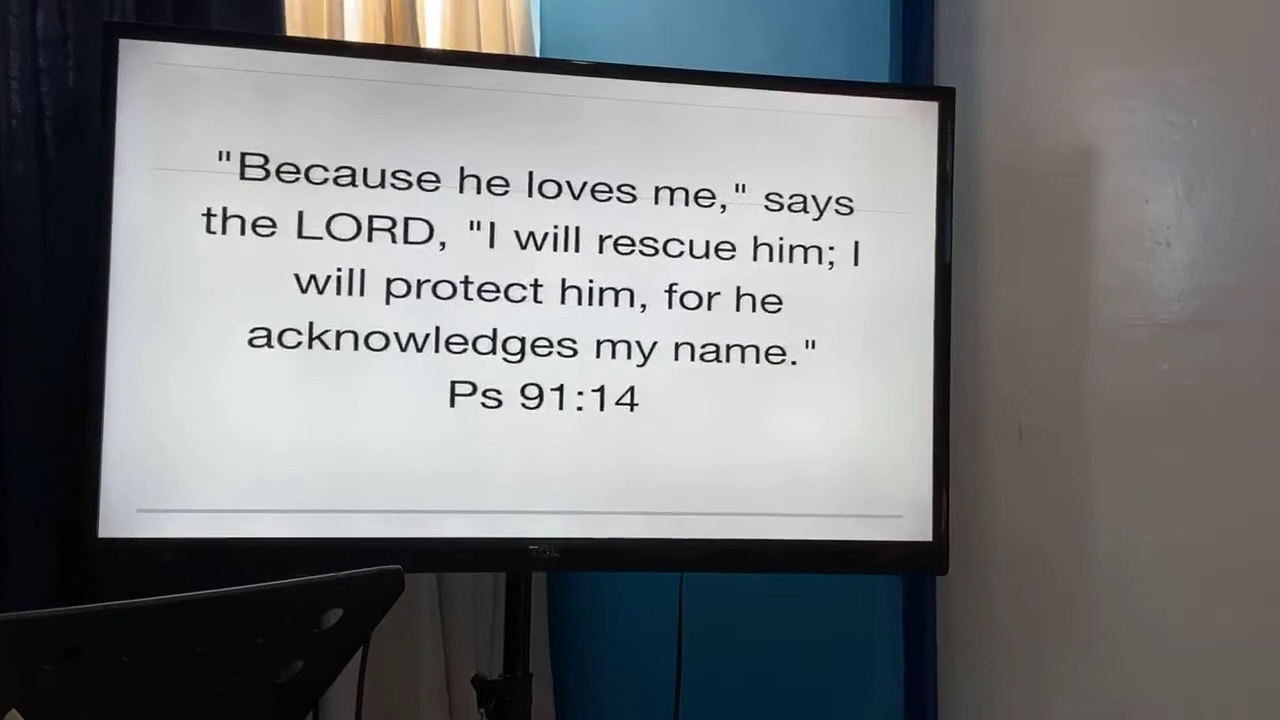 "Because he loves me," says
the LORD, "I will rescue him; I
will protect him, for he
acknowledges my name."
Ps 91:14
TCL